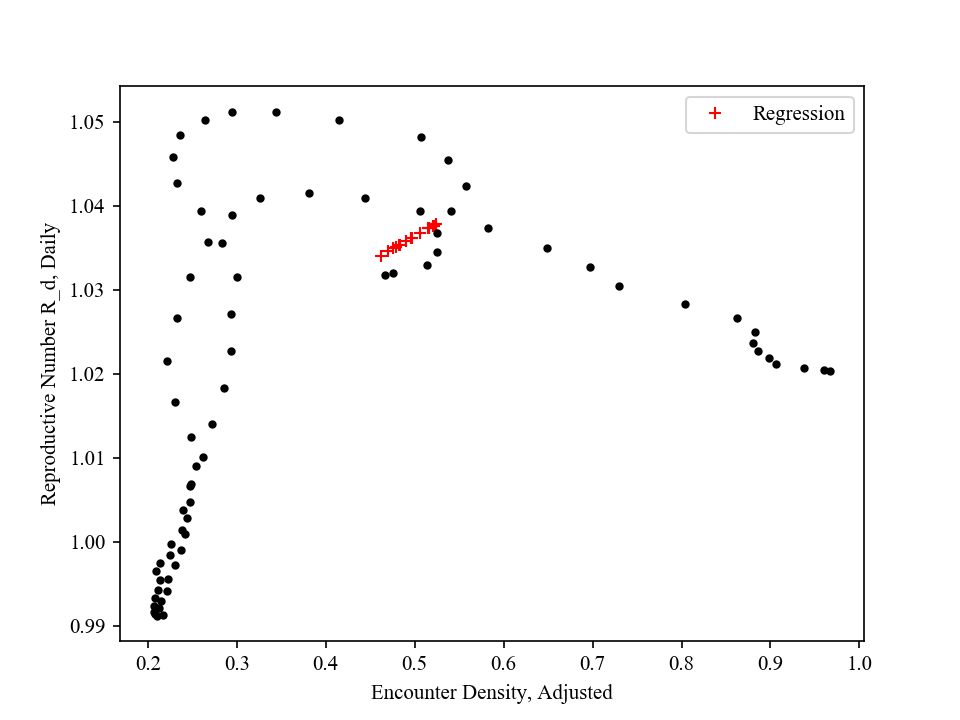 Regression
1.05
1.04
1.03
1.02
1.01
1.00
0.99
Reproductive Number R_d, Daily
0.2 0.3 0.4 0.5 0.6 0.7 0.8 0.9 1.0
Encounter Density, Adjusted